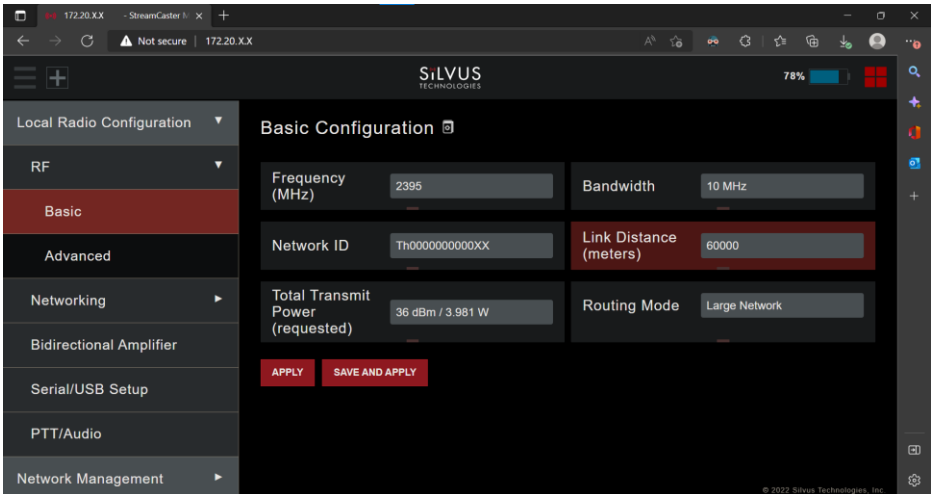 172.20.X.X - StreamCaster M
Not secure 172.20.X.X
SiLVUS
TECHNOLOGIES
78%
Local Radio Configuration
RF
Basic
Advanced
Networking
Bidirectional Amplifier
Serial/USB Setup
PTT/Audio
Network Management
Basic Configuration
Frequency
(MHz)
2395
Bandwidth
10 MHz
Network ID
Th0000000000XX
Link Distance
(meters)
60000
Total Transmit
Power
(requested)
36 dBm / 3.981 W
Routing Mode
Large Network
APPLY
SAVE AND APPLY
© 2022 Silvus Technologies, Inc.